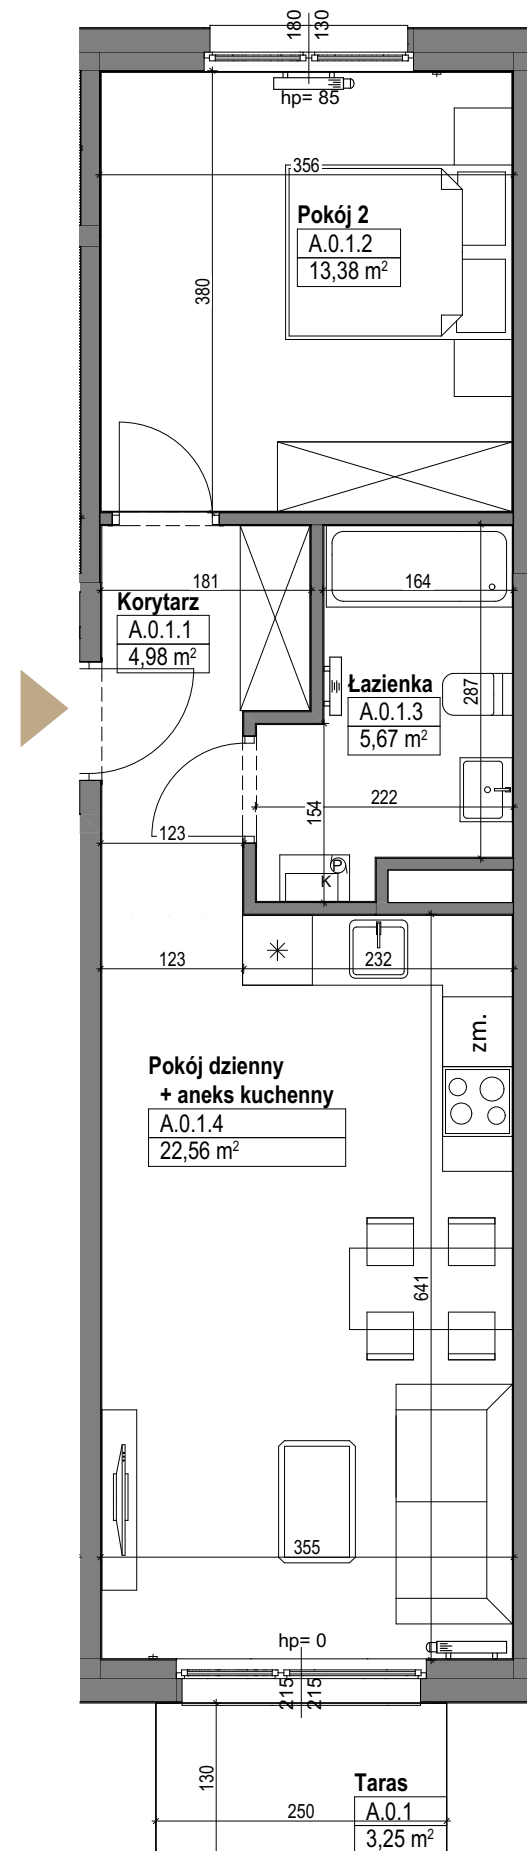 180
130
hp= 85
356
Pokój 2
A.0.1.2
13,38 m²
380
181
164
Korytarz
A.0.1.1
4,98 m²
Łazienka
A.0.1.3
5,67 m²
287
222
154
123
P
K
123
232
zm.
Pokój dzienny
+ aneks kuchenny
A.0.1.4
22,56 m²
641
355
hp= 0
215
215
130
Taras
250
A.0.1
3,25 m²